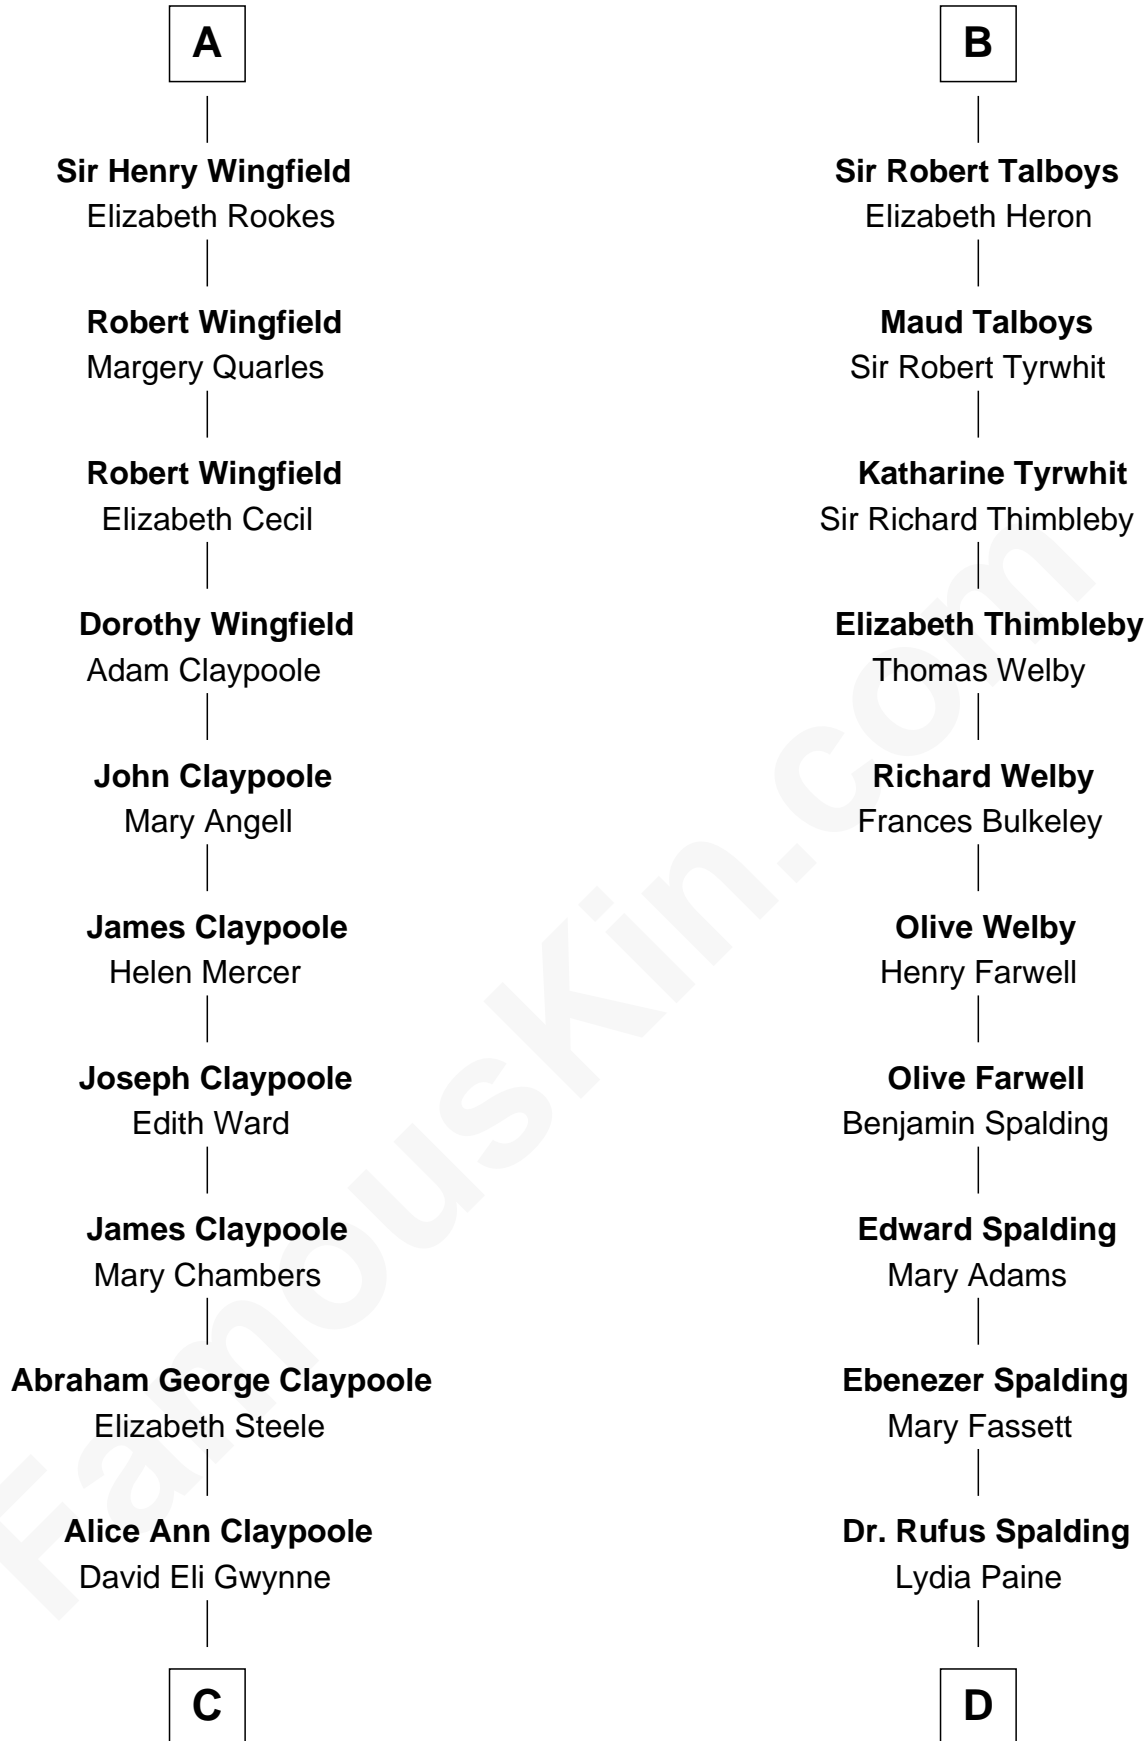 A
Sir Henry Wingfield
Elizabeth Rookes
Robert Wingfield
Margery Quarles
Robert Wingfield
Elizabeth Cecil
Dorothy Wingfield
Adam Claypoole
John Claypoole
Mary Angell
James Claypoole
Helen Mercer
Joseph Claypoole
Edith Ward
James Claypoole
Mary Chambers
Abraham George Claypoole
Elizabeth Steele
Alice Ann Claypoole
David Eli Gwynne
C
B
Sir Robert Talboys
Elizabeth Heron
Maud Talboys
Sir Robert Tyrwhit
Katharine Tyrwhit
Sir Richard Thimbleby
Elizabeth Thimbleby
Thomas Welby
Richard Welby
Frances Bulkeley
Olive Welby
Henry Farwell
Olive Farwell
Benjamin Spalding
Edward Spalding
Mary Adams
Ebenezer Spalding
Mary Fassett
Dr. Rufus Spalding
Lydia Paine
D
FamousKin.com